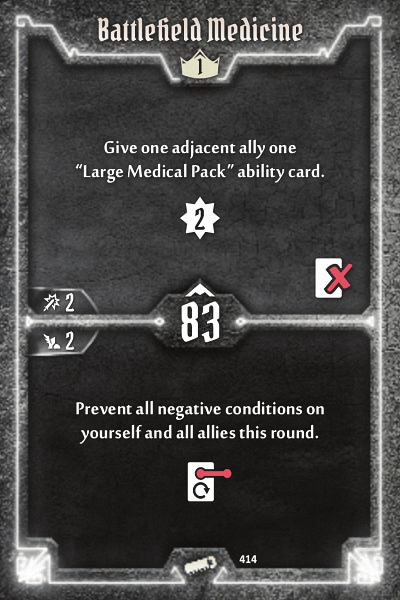 Battlefield Medicine
1
Give one adjacent ally one
“Large Medical Pack” ability card.
2
2
83
2
Prevent all negative conditions on
yourself and all allies this round.
414